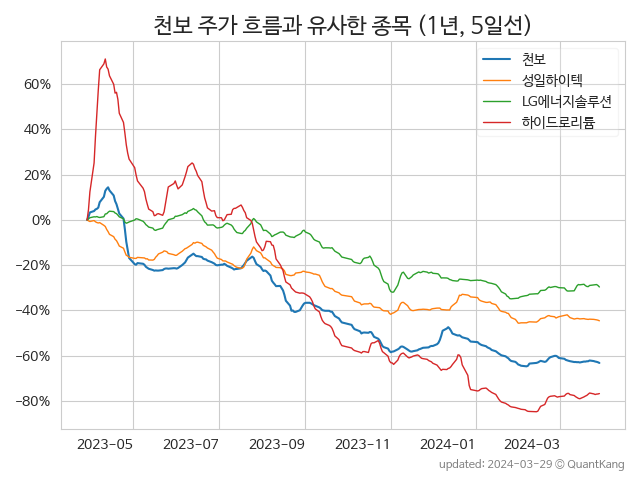 천보 주가 흐름과 유사한 종목 (1년, 5일선)
천보
성일하이텍
LG에너지솔루션
하이드로리튬
60%
40%
20%
0%
−20%
−40%
−60%
−80%
2023-05 2023-07 2023-09 2023-11 2024-01 2024-03
updated: 2024-03-29 © QuantKang